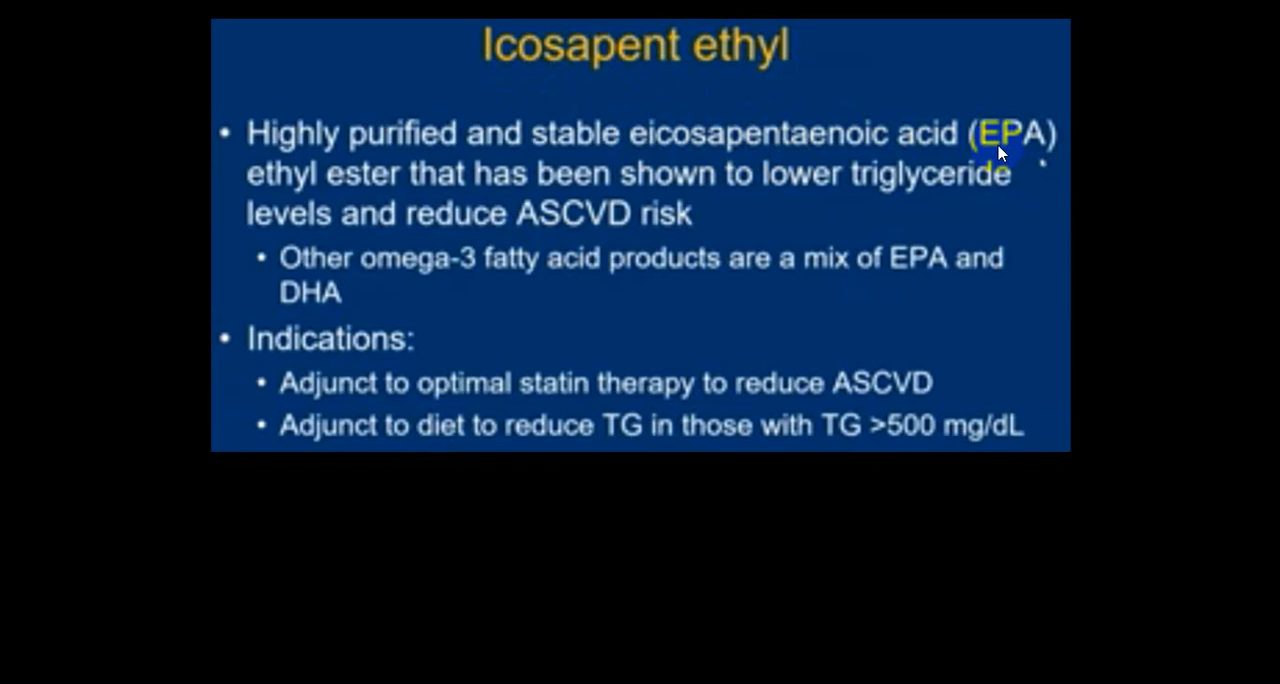 Icosapent ethyl
• Highly purified and stable eicosapentaenoic acid (EPA)
ethyl ester that has been shown to lower triglyceride
levels and reduce ASCVD risk
• Other omega-3 fatty acid products are a mix of EPA and
DHA
• Indications:
• Adjunct to optimal statin therapy to reduce ASCVD
• Adjunct to diet to reduce TG in those with TG >500 mg/dL